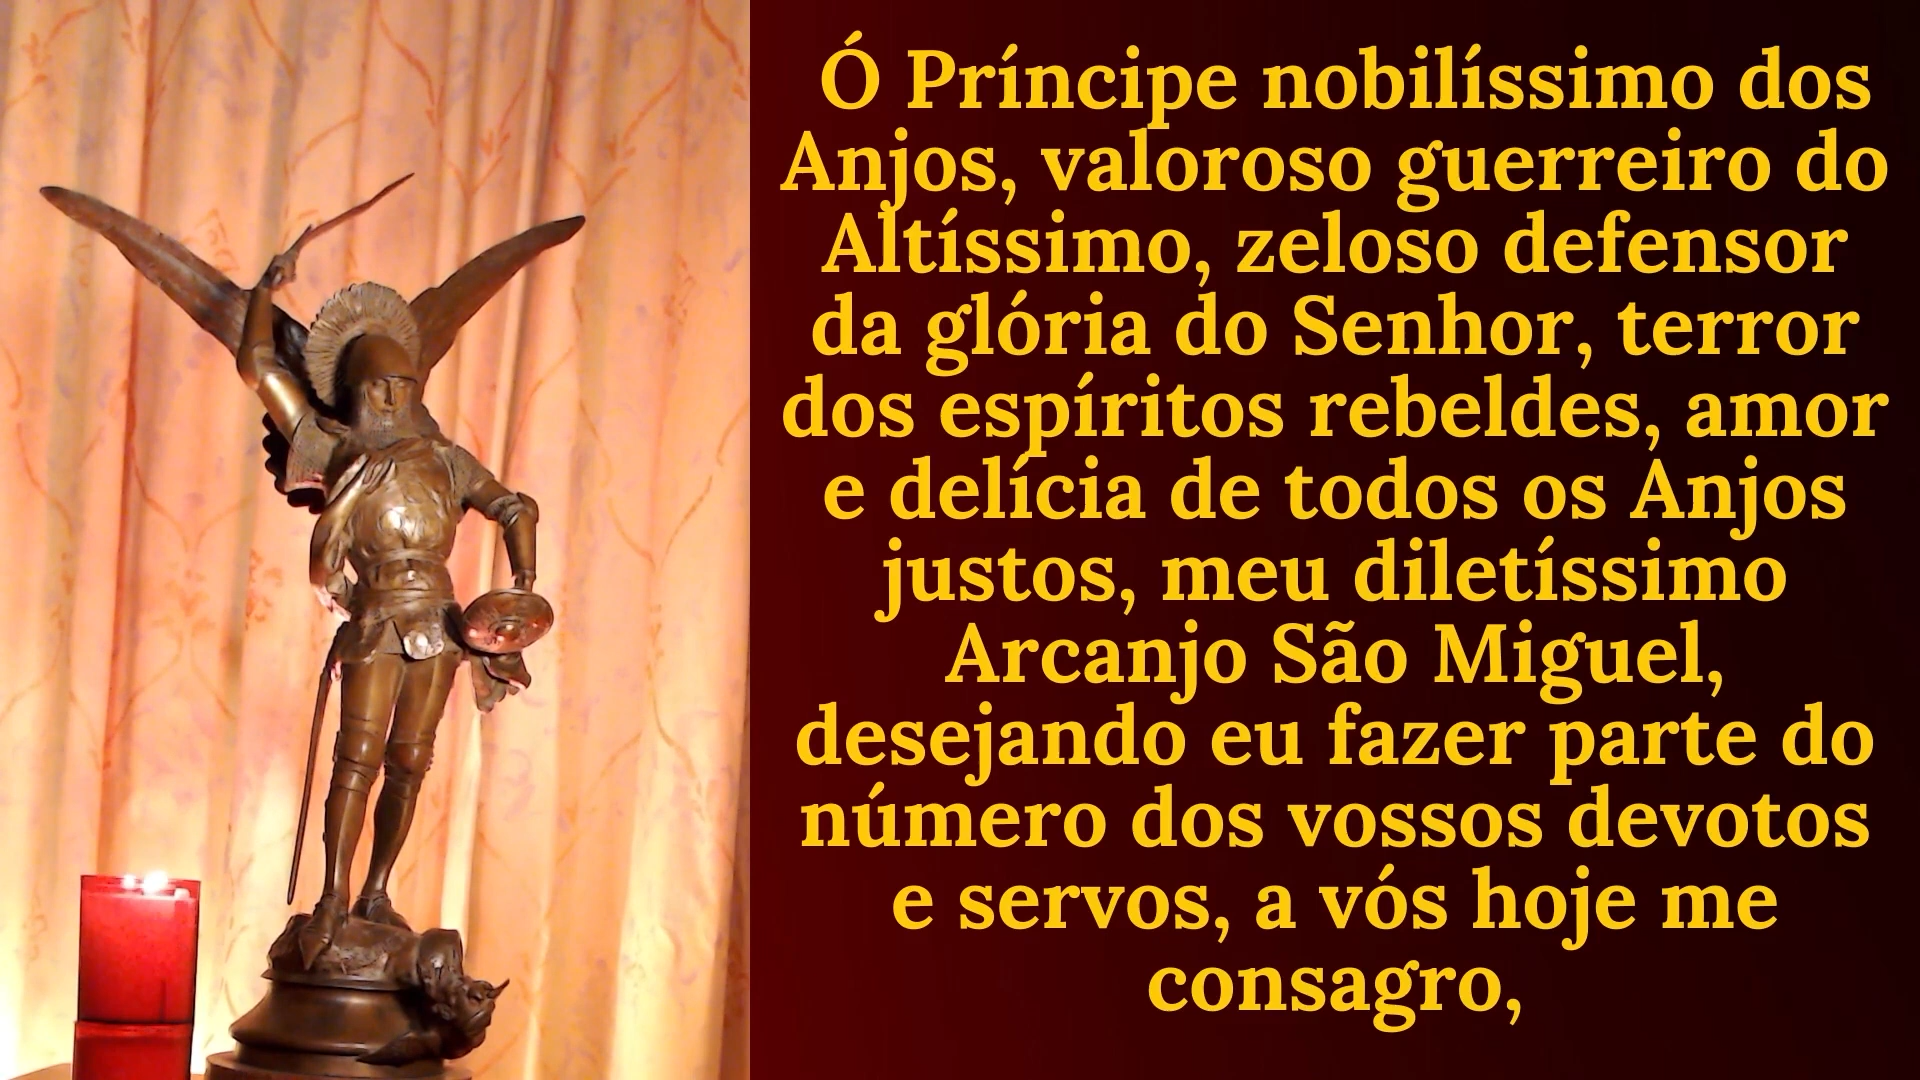 Ó Príncipe nobilíssimo dos
Anjos, valoroso guerreiro do
Altíssimo, zeloso defensor
da glória do Senhor, terror
dos espíritos rebeldes, amor
e delícia de todos os Anjos
justos, meu diletíssimo
Arcanjo São Miguel,
desejando eu fazer parte do
número dos vossos devotos
e servos, a vós hoje me
consagro,